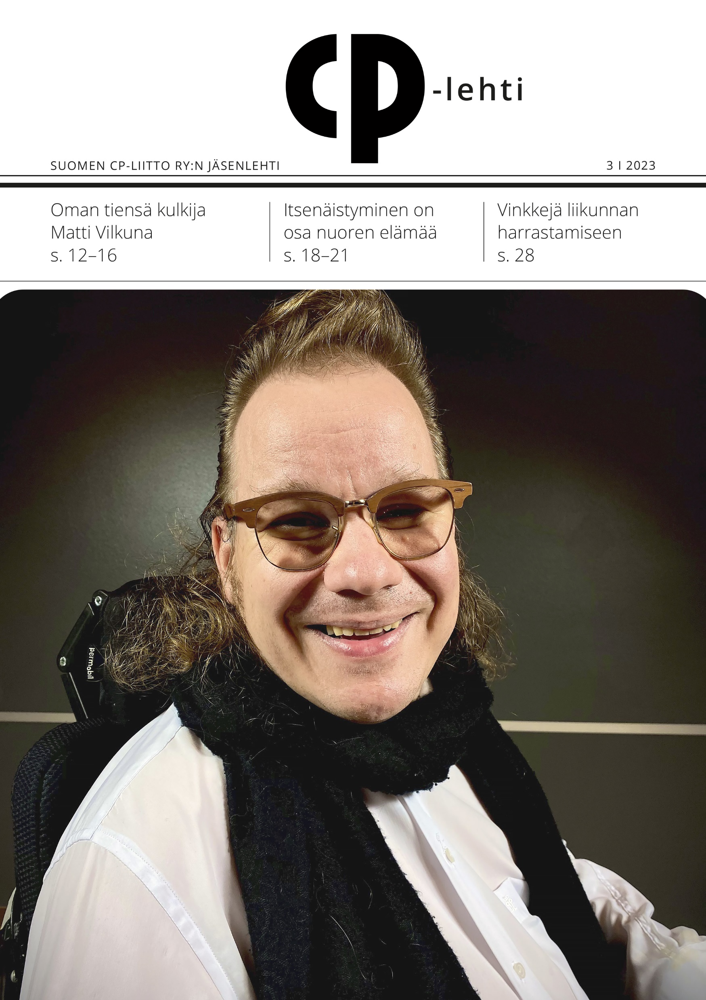 CP-lehti
SUOMEN CP-LIITTO RY:N JÄSENLEHTI
3 I 2023
Oman tiensä kulkija
Matti Vilkuna
s. 12–16
Itsenäistyminen on
osa nuoren elämää
s. 18–21
Vinkkejä liikunnan
harrastamiseen
s. 28
permobil